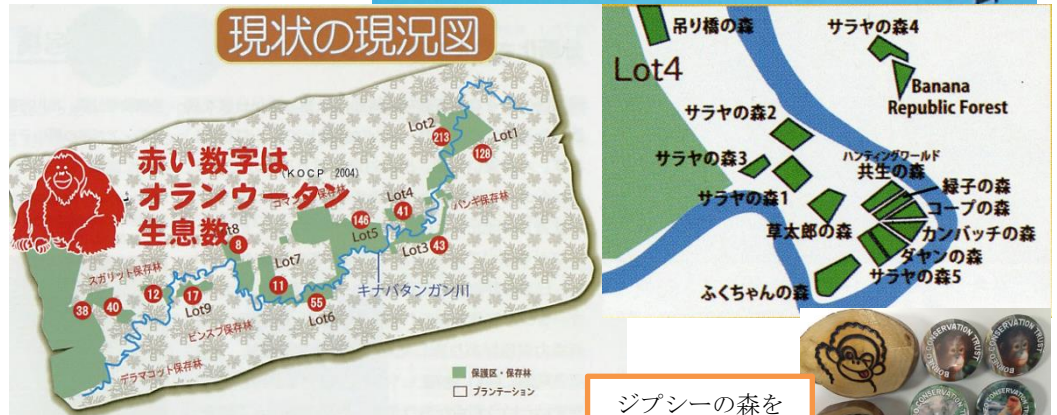 現状の現況図
赤い数字は
オランウータン
生息数
(KOCP 2004)
Lot2
213
Lot1
128
Lot4
41
146
Lot5
Lot3
43
8
Lot7
11
55
Lot6
スガリット保存林
38
40
12
17
Lot9
ピンスプ保存林
デラマコット保存林
パンギ保存林
キナバタンガン川
保護区・保存林
プランテーション
吊り橋の森
サラヤの森4
Lot4
Banana
Republic Forest
サラヤの森2
サラヤの森3
ハンティングワールド
共生の森
緑子の森
コープの森
サラヤの森1
カンバッチの森
草太郎の森
ダヤンの森
サラヤの森5
ふくちゃんの森
ジプシーの森を
BORNEO CONSERVATION TRUST